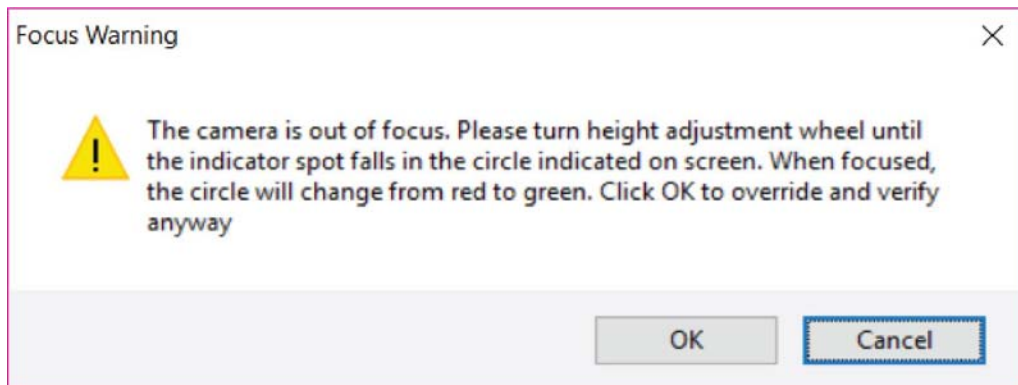 Focus Warning
The camera is out of focus. Please turn height adjustment wheel until
the indicator spot falls in the circle indicated on screen. When focused,
the circle will change from red to green. Click OK to override and verify
anyway
OK
Cancel